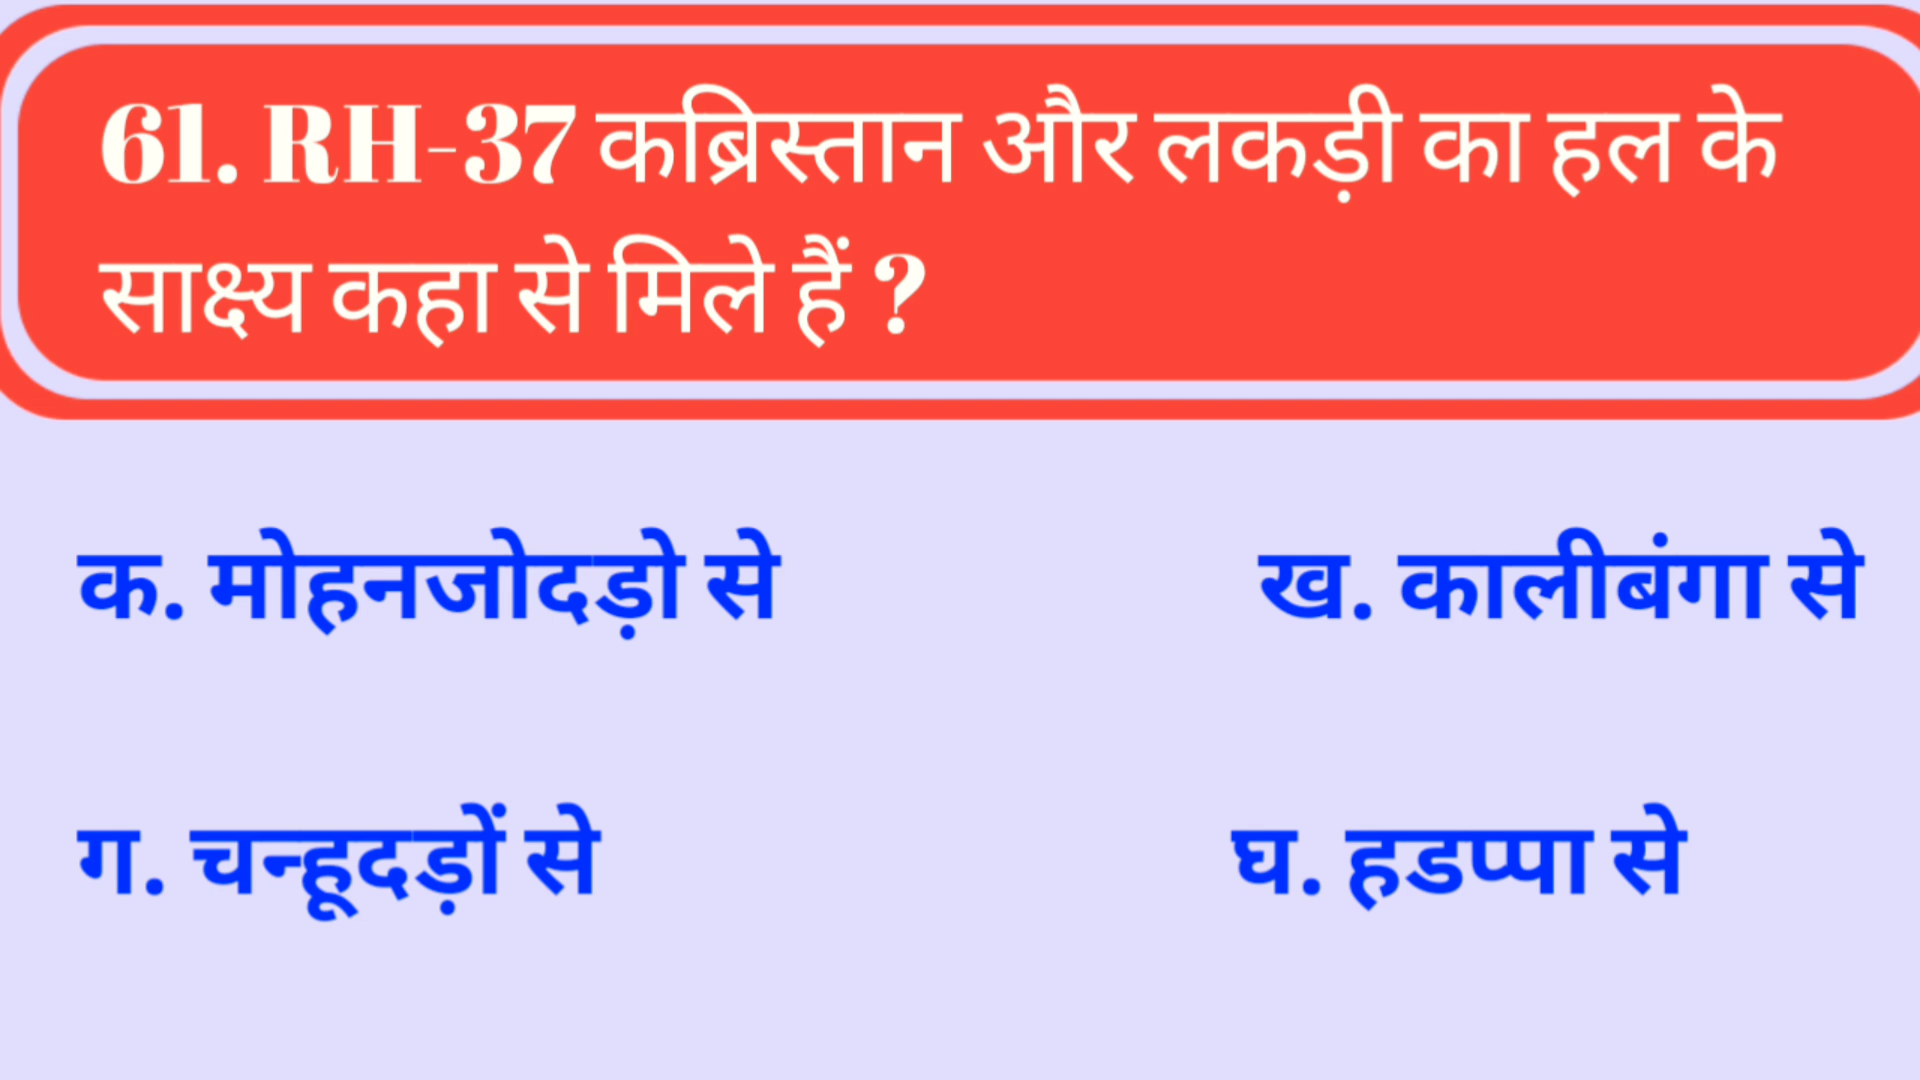 61. RH-37 कब्रिस्तान और लकड़ी का हल के
साक्ष्य कहा से मिले हैं ?
क. मोहनजोदड़ो से
ख. कालीबंगा से
ग. चन्हूदड़ों से
घ. हडप्पा से